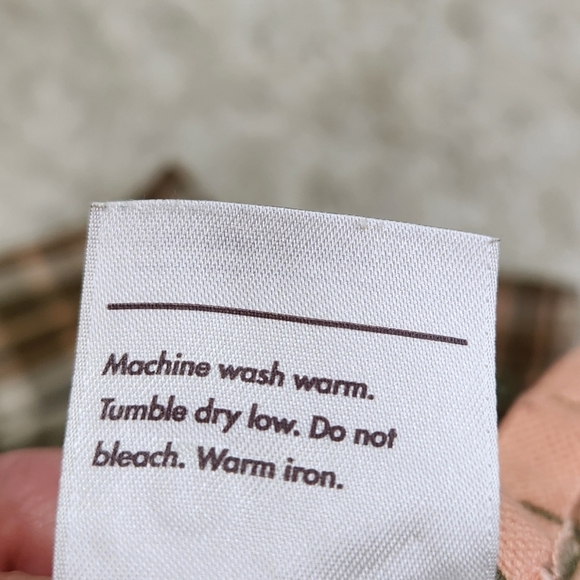 Machine wash warm.
Tumble dry low. Do not
bleach. Warm iron.